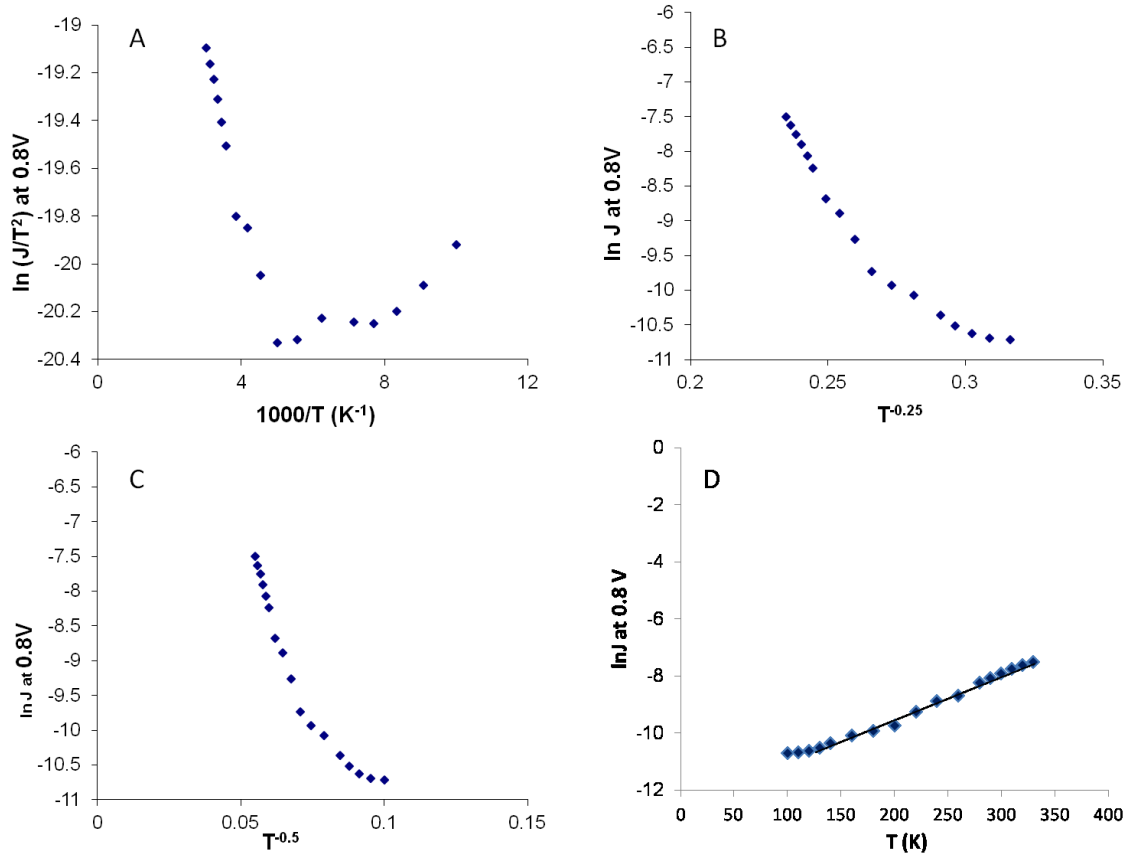 A
ln (J/T²) at 0.8V
-19
-19.2
-19.4
-19.6
-19.8
-20
-20.2
-20.4
0 4 8 12
1000/T (K⁻¹)
B
ln J at 0.8V
-6
-6.5
-7
-7.5
-8
-8.5
-9
-9.5
-10
-10.5
-11
0.2 0.25 0.3 0.35
T⁻⁰·²⁵
C
ln J at 0.8V
-6
-6.5
-7
-7.5
-8
-8.5
-9
-9.5
-10
-10.5
-11
0 0.05 0.1 0.15
T⁻⁰·⁵
D
lnJ at 0.8 V
0
-2
-4
-6
-8
-10
-12
0 50 100 150 200 250 300 350 400
T (K)